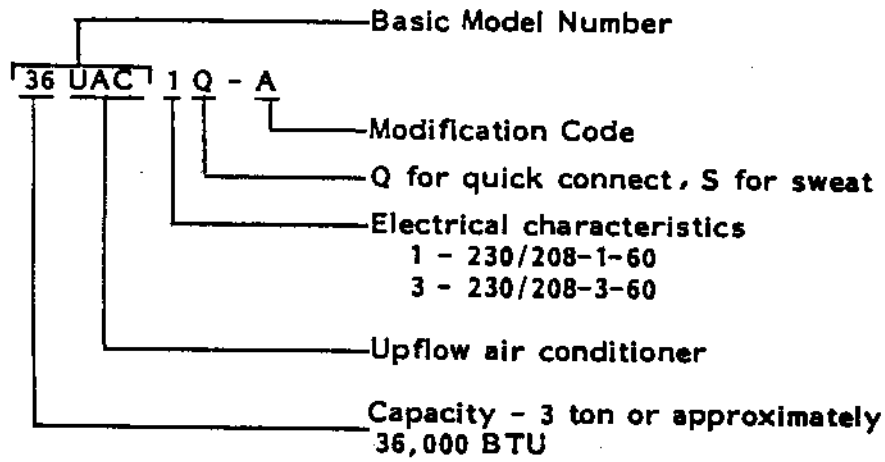 Basic Model Number
36 UAC 1 Q - A
Modification Code
Q for quick connect, S for sweat
Electrical characteristics
1 - 230/208-1-60
3 - 230/208-3-60
Upflow air conditioner
Capacity - 3 ton or approximately
36,000 BTU